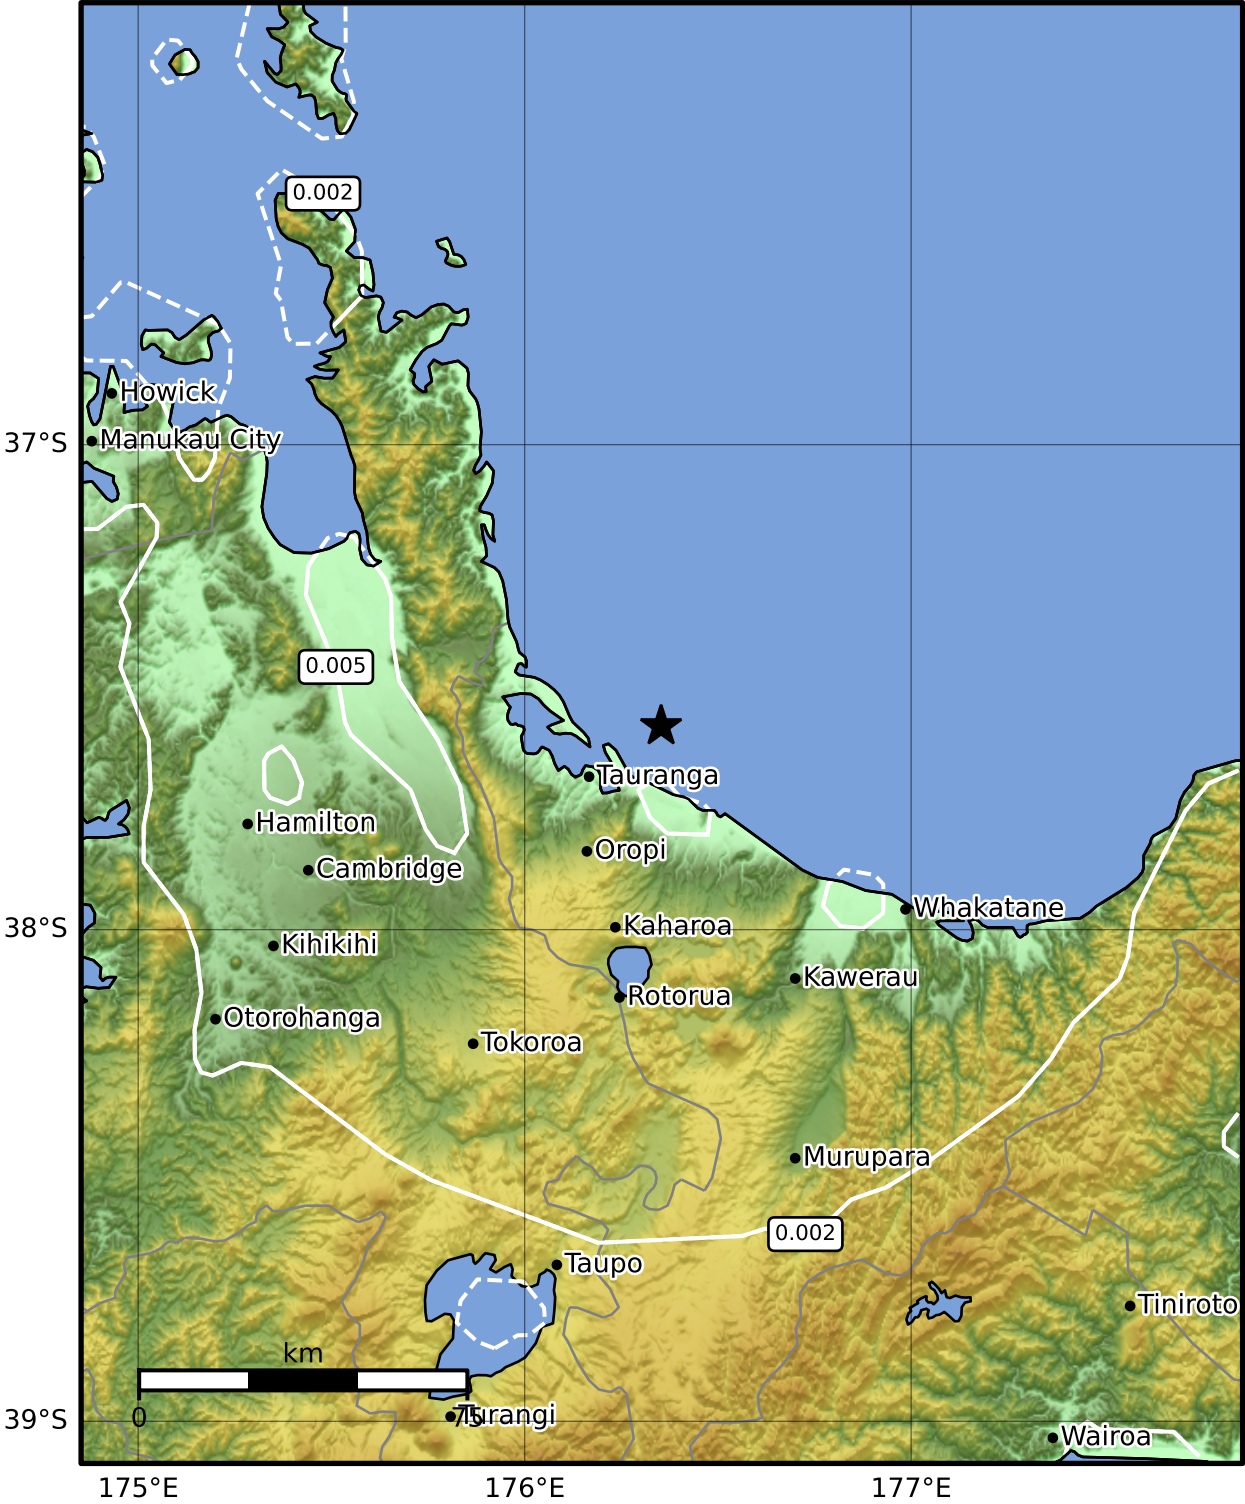 0.002
Howick
37°S
Manukau City
0.005
Tauranga
Hamilton
Oropi
Cambridge
Whakatane
38°S
Kaharoa
Kihikihi
Kawerau
Rotorua
Otorohanga
Tokoroa
Murupara
0.002
Taupo
Tiniroto
km
0
75
Turangi
39°S
Wairoa
175°E
176°E
177°E